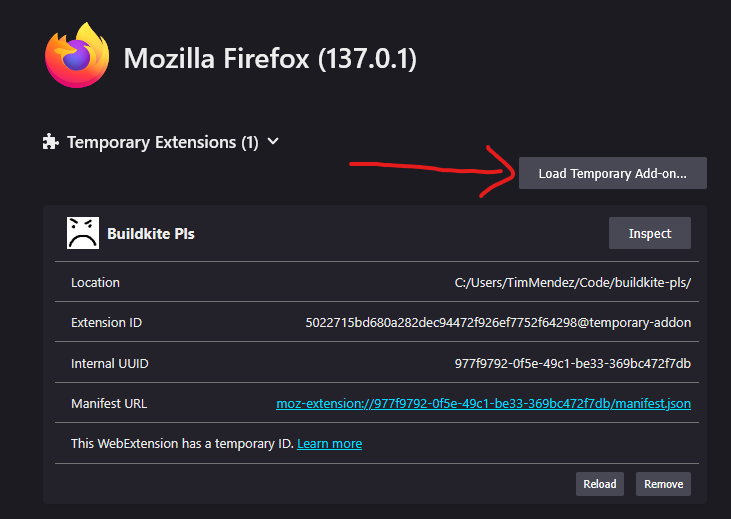 Mozilla Firefox (137.0.1)
Temporary Extensions (1)
Load Temporary Add-on...
Buildkite Pls
Inspect
Location C:/Users/TimMendez/Code/buildkite-pls/
Extension ID 5022715bd680a282dec94472f926ef7752f64298@temporary-addon
Internal UUID 977f9792-0f5e-49c1-be33-369bc472f7db
Manifest URL moz-extension://977f9792-0f5e-49c1-be33-369bc472f7db/manifest.json
This WebExtension has a temporary ID. Learn more
Reload Remove